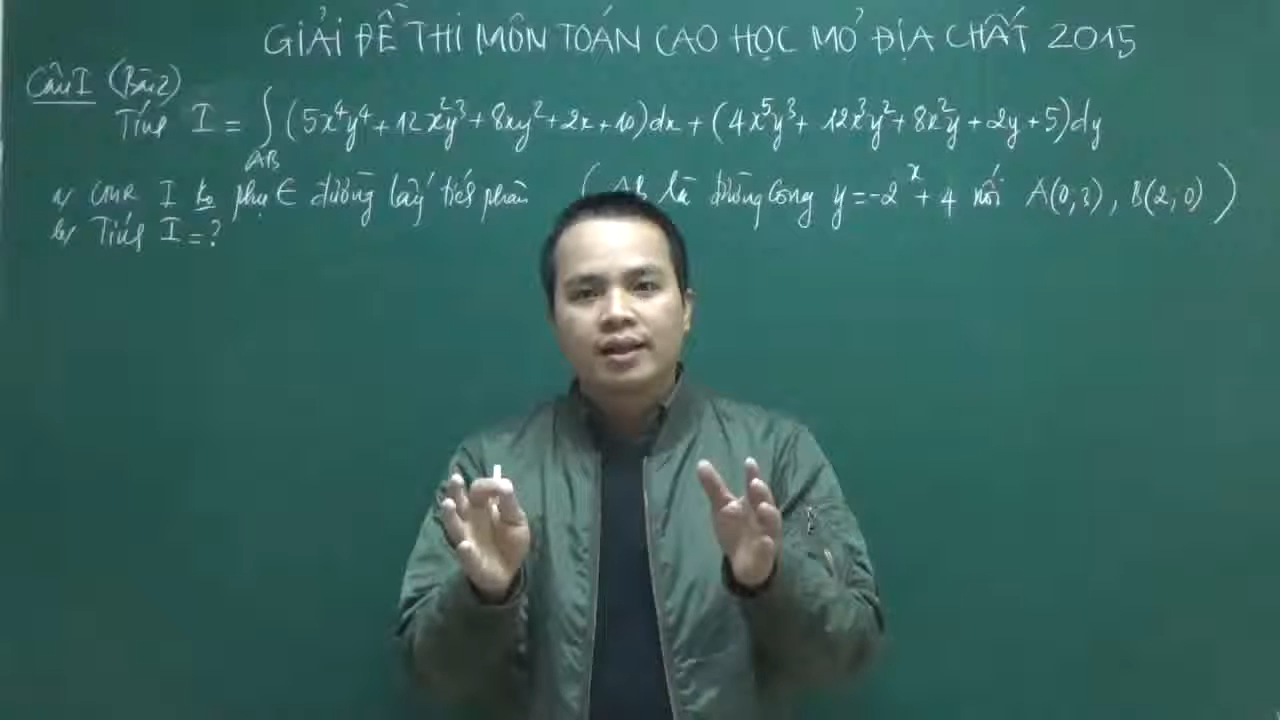 GIẢI ĐỀ THI MÔN TOÁN CAO HỌC MỎ ĐỊA CHẤT 2015
Câu I (Bài 2)
Tính I = ∫_{AB} (5x⁴y⁴ + 12x²y³ + 8xy² + 2x + 10)dx + (4x⁵y³ + 12x³y² + 8x²y + 2y + 5)dy
a/ CMR I ko phụ ∈ đường lấy tích phân ( AB là đường cong y = -2^x + 4 nối A(0,3), B(2,0) )
b/ Tính I = ?